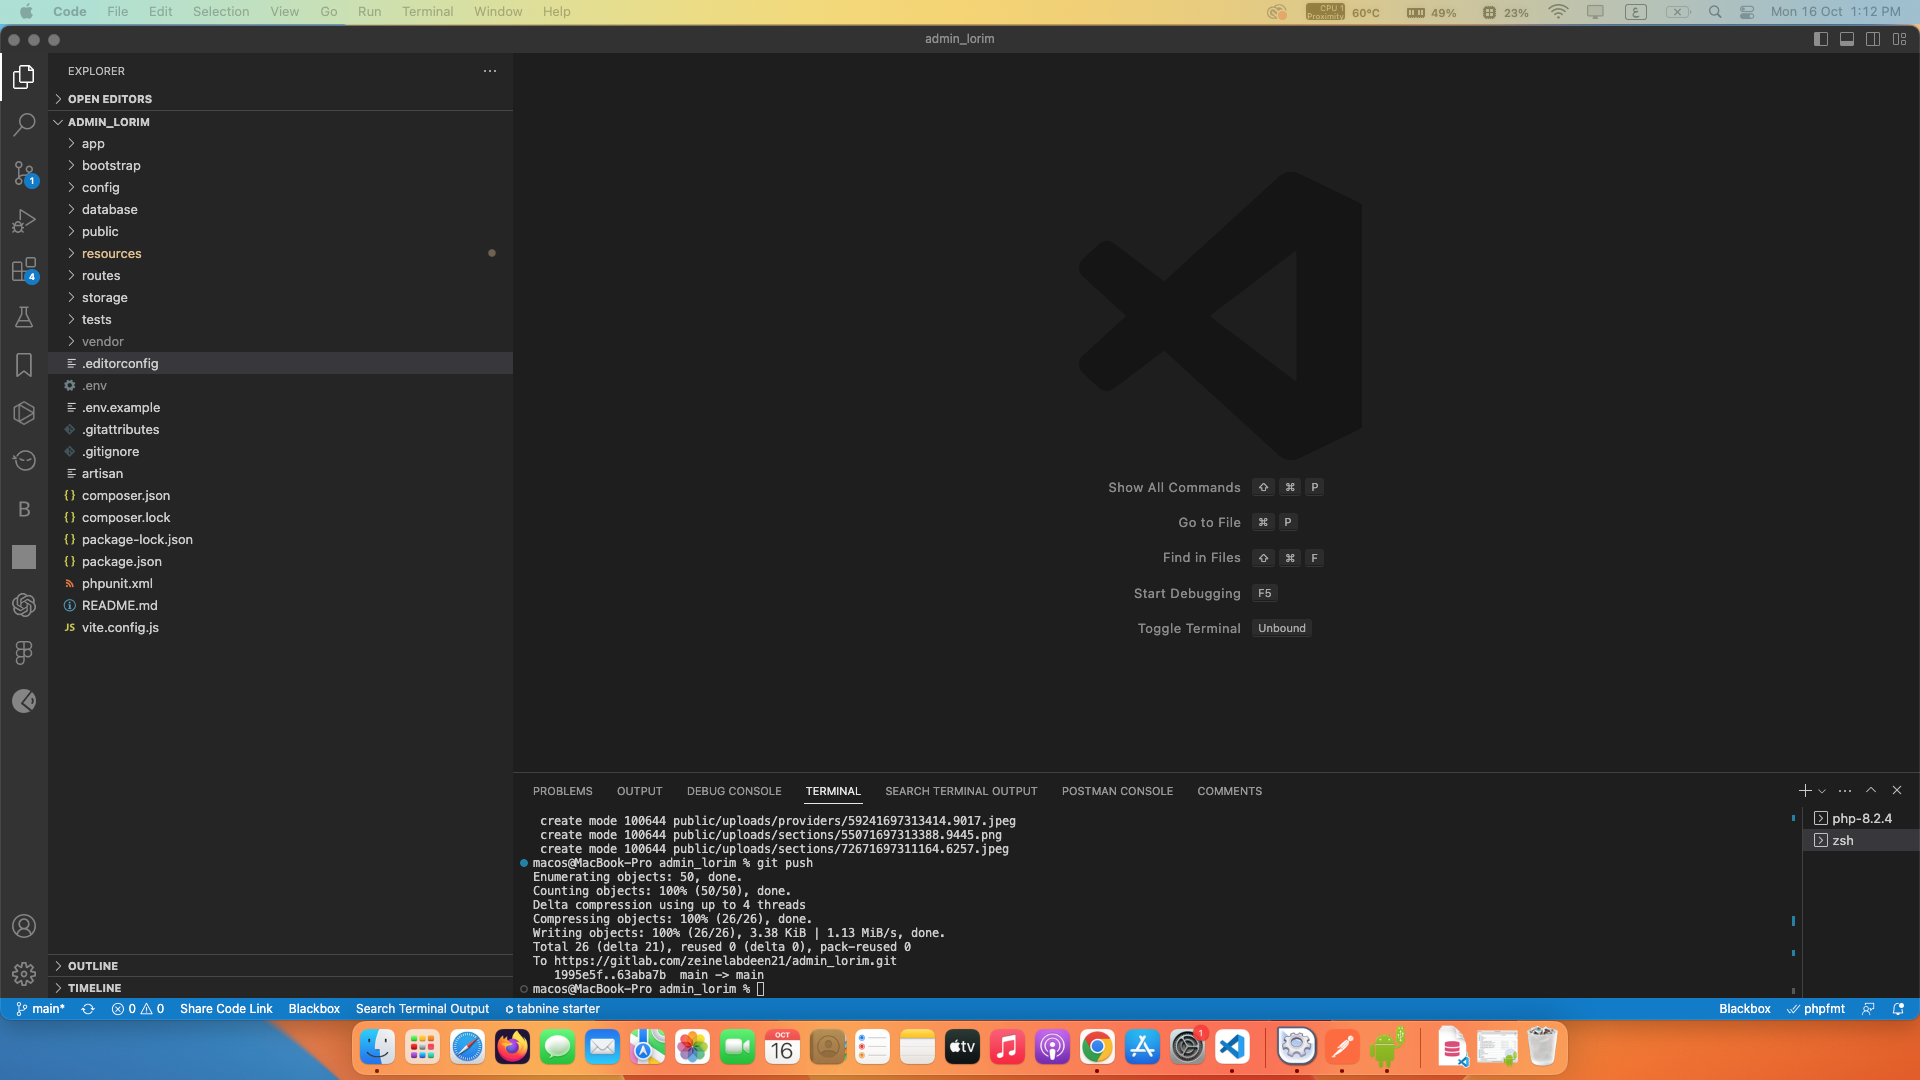 Code File Edit Selection View Go Run Terminal Window Help
CPU 1 Proximity 60°C 49% 23% ع Mon 16 Oct 1:12 PM
admin_lorim
EXPLORER
OPEN EDITORS
ADMIN_LORIM
app
bootstrap
config
database
public
resources
routes
storage
tests
vendor
.editorconfig
.env
.env.example
.gitattributes
.gitignore
artisan
{} composer.json
{} composer.lock
{} package-lock.json
{} package.json
phpunit.xml
README.md
JS vite.config.js
OUTLINE
TIMELINE
1
4
B
Show All Commands ⇧ ⌘ P
Go to File ⌘ P
Find in Files ⇧ ⌘ F
Start Debugging F5
Toggle Terminal Unbound
PROBLEMS OUTPUT DEBUG CONSOLE TERMINAL SEARCH TERMINAL OUTPUT POSTMAN CONSOLE COMMENTS
create mode 100644 public/uploads/providers/59241697313414.9017.jpeg
create mode 100644 public/uploads/sections/55071697313388.9445.png
create mode 100644 public/uploads/sections/72671697311164.6257.jpeg
macos@MacBook-Pro admin_lorim % git push
Enumerating objects: 50, done.
Counting objects: 100% (50/50), done.
Delta compression using up to 4 threads
Compressing objects: 100% (26/26), done.
Writing objects: 100% (26/26), 3.38 KiB | 1.13 MiB/s, done.
Total 26 (delta 21), reused 0 (delta 0), pack-reused 0
To https://gitlab.com/zeinelabdeen21/admin_lorim.git
1995e5f..63aba7b main -> main
macos@MacBook-Pro admin_lorim %
php-8.2.4
zsh
main* 0 0 Share Code Link Blackbox Search Terminal Output tabnine starter Blackbox phpfmt
OCT
16
tv
1